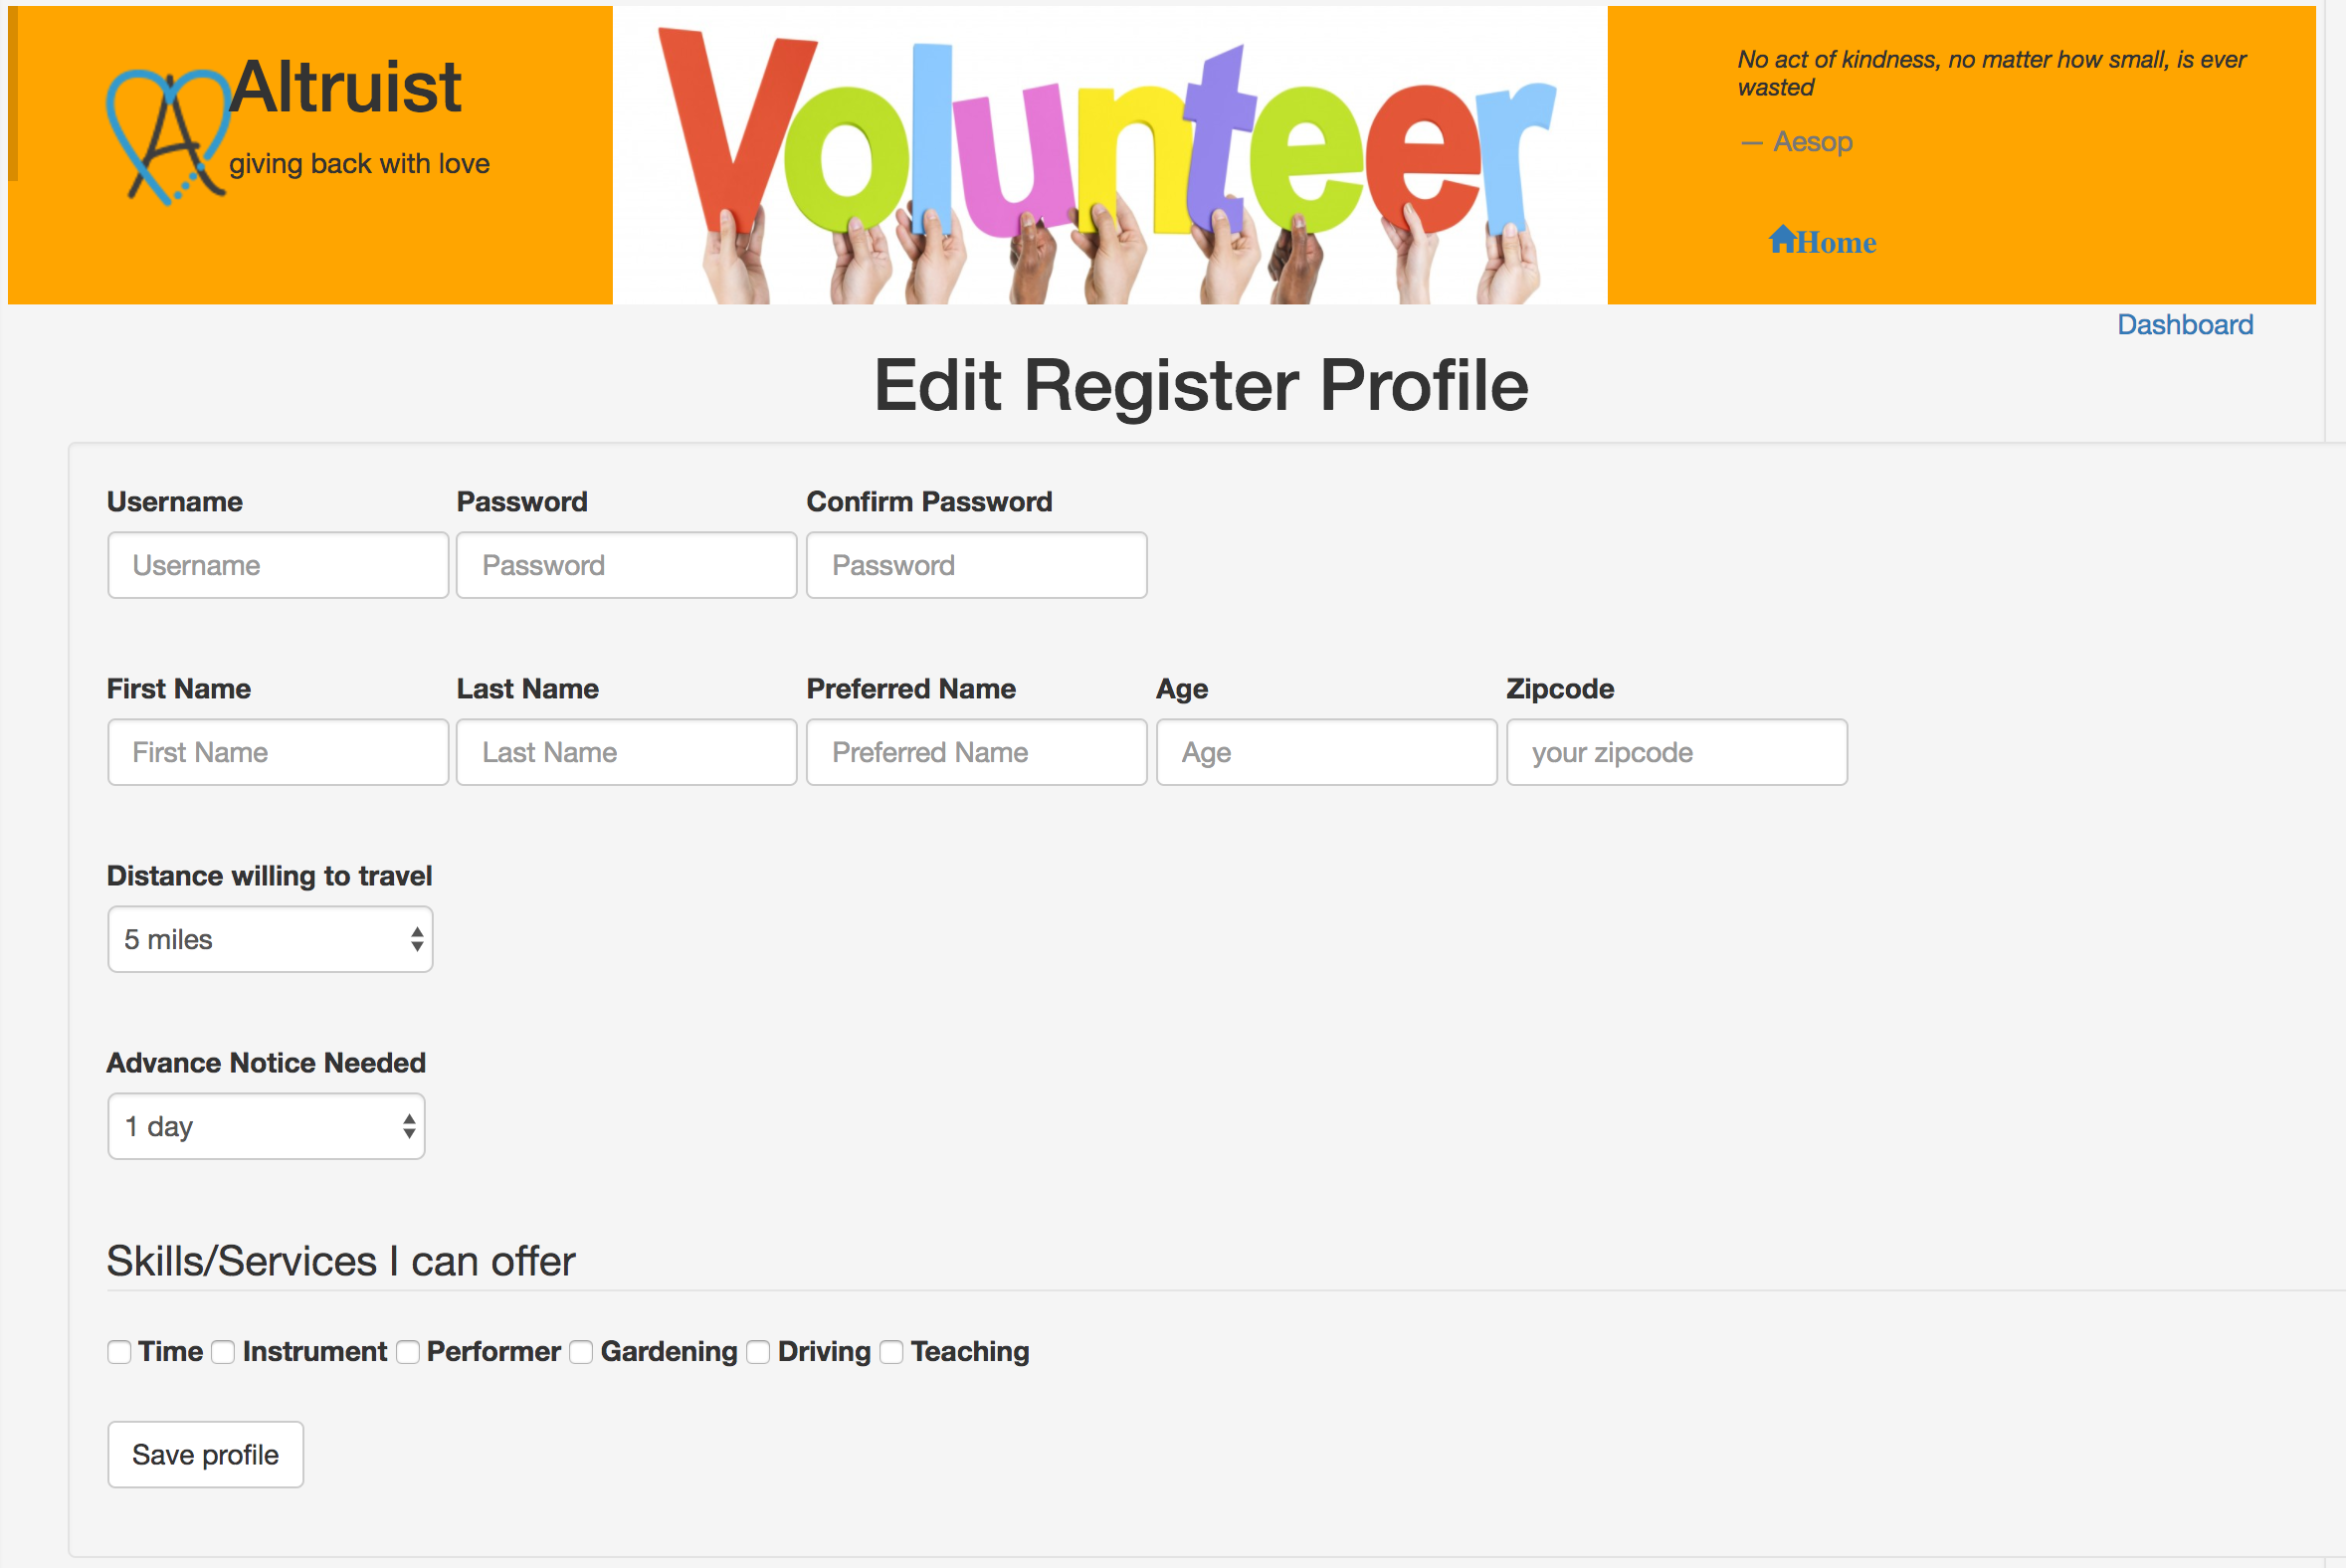 Altruist
giving back with love
Volunteer
No act of kindness, no matter how small, is ever
wasted
— Aesop
Home
Dashboard
Edit Register Profile
Username Password Confirm Password
Username Password Password
First Name Last Name Preferred Name Age Zipcode
First Name Last Name Preferred Name Age your zipcode
Distance willing to travel
5 miles
Advance Notice Needed
1 day
Skills/Services I can offer
Time Instrument Performer Gardening Driving Teaching
Save profile